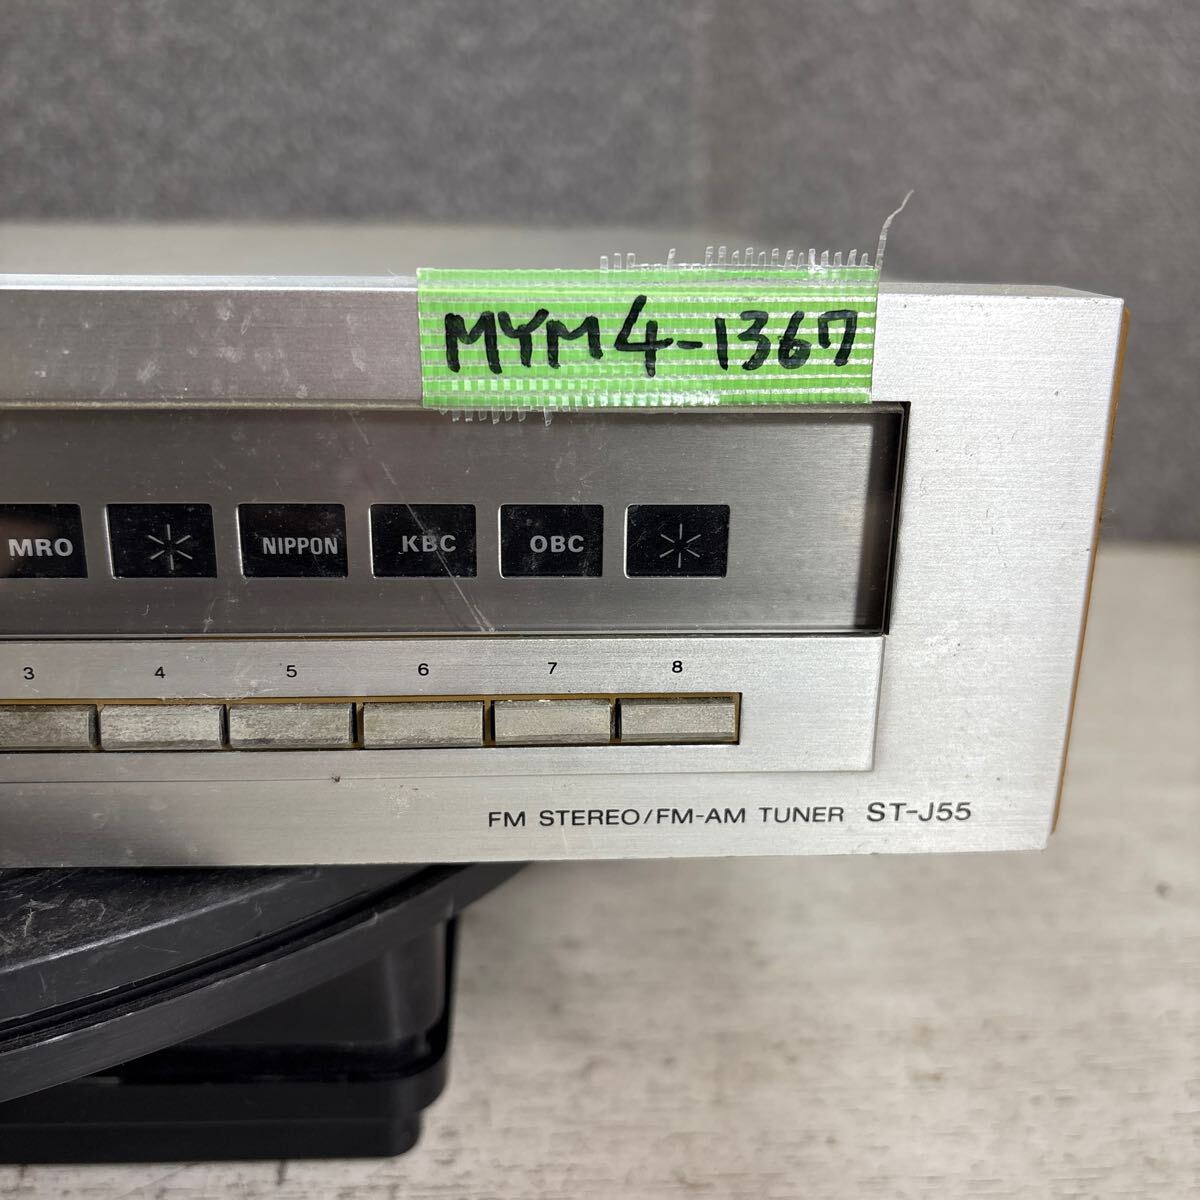 MYM4-1367
MRO NIPPON KBC OBC
3 4 5 6 7 8
FM STEREO/FM-AM TUNER ST-J55